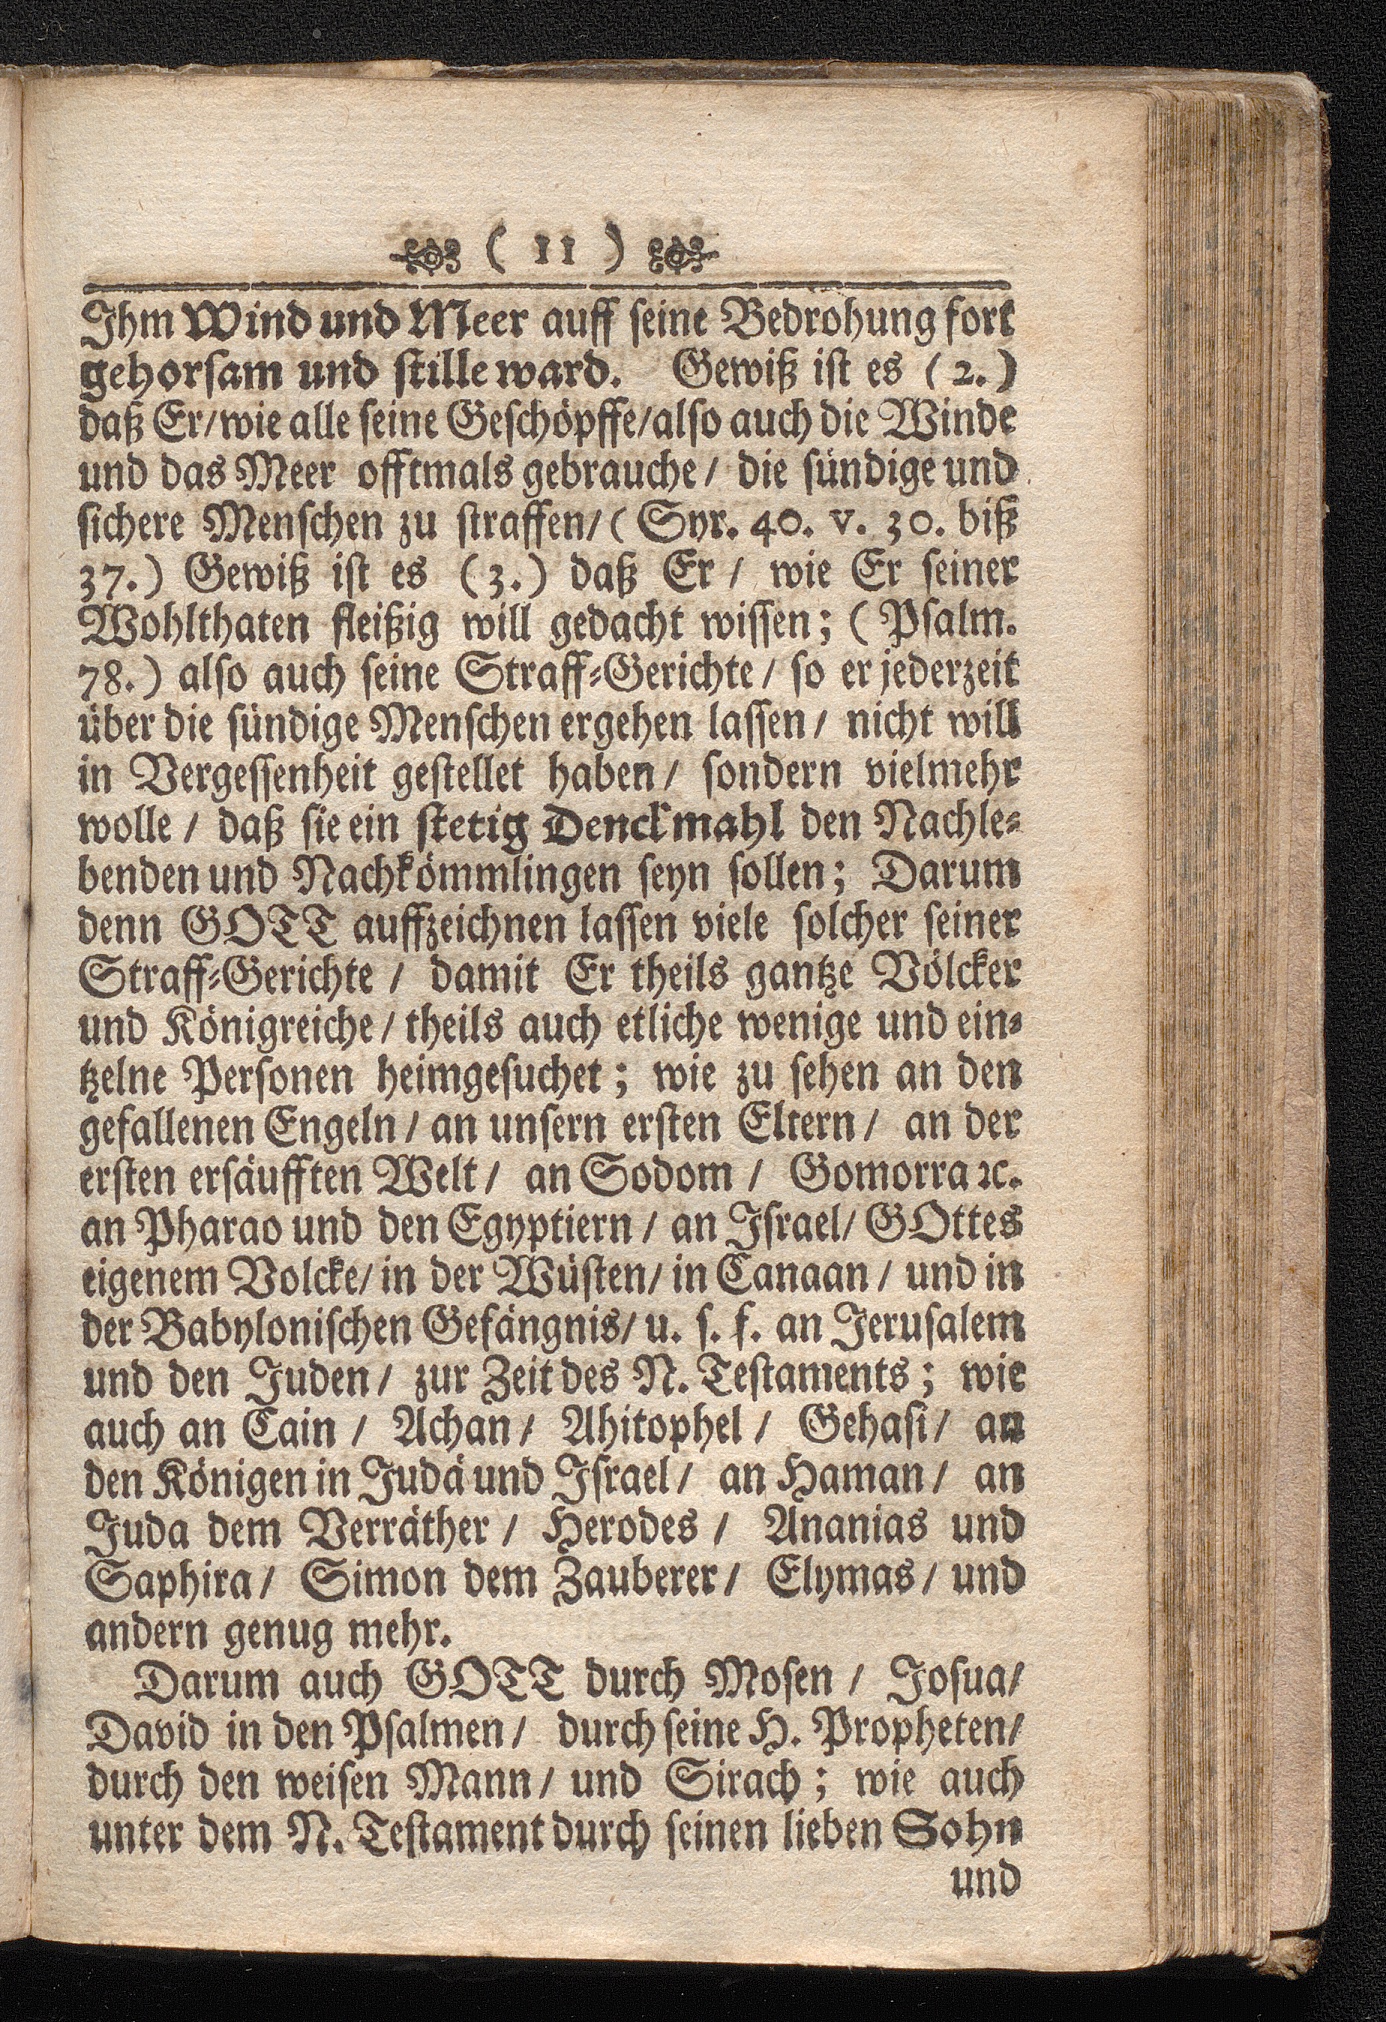 ( 11 )
Ihm Wind und Meer auff seine Bedrohung fort
gehorsam und stille ward. Gewiß ist es (2.)
daß Er/wie alle seine Geschöpffe/also auch die Winde
und das Meer offtmals gebrauche/ die sündige und
sichere Menschen zu straffen/( Syr. 40. v. 30. biß
37.) Gewiß ist es (3.) daß Er/ wie Er seiner
Wohlthaten fleißig will gedacht wissen; (Psalm.
78.) also auch seine Straff-Gerichte/ so er jederzeit
über die sündige Menschen ergehen lassen/ nicht will
in Vergessenheit gestellet haben/ sondern vielmehr
wolle/ daß sie ein stetig Denckmahl den Nachle-
benden und Nachkömmlingen seyn sollen; Darum
denn GOTT auffzeichnen lassen viele solcher seiner
Straff-Gerichte/ damit Er theils gantze Völcker
und Königreiche/ theils auch etliche wenige und ein-
tzelne Personen heimgesuchet; wie zu sehen an den
gefallenen Engeln/ an unsern ersten Eltern/ an der
ersten ersäufften Welt/ an Sodom/ Gomorra ꝛc.
an Pharao und den Egyptiern/ an Israel/ GOttes
eigenem Volcke/ in der Wüsten/ in Canaan/ und in
der Babylonischen Gefängnis/ u. s. f. an Jerusalem
und den Juden/ zur Zeit des N. Testaments; wie
auch an Cain/ Achan/ Ahitophel/ Gehasi/ an
den Königen in Judä und Israel/ an Haman/ an
Juda dem Verräther/ Herodes/ Ananias und
Saphira/ Simon dem Zauberer/ Elymas/ und
andern genug mehr.
Darum auch GOTT durch Mosen/ Josua/
David in den Psalmen/ durch seine H. Propheten/
durch den weisen Mann/ und Sirach; wie auch
unter dem N. Testament durch seinen lieben Sohn
und